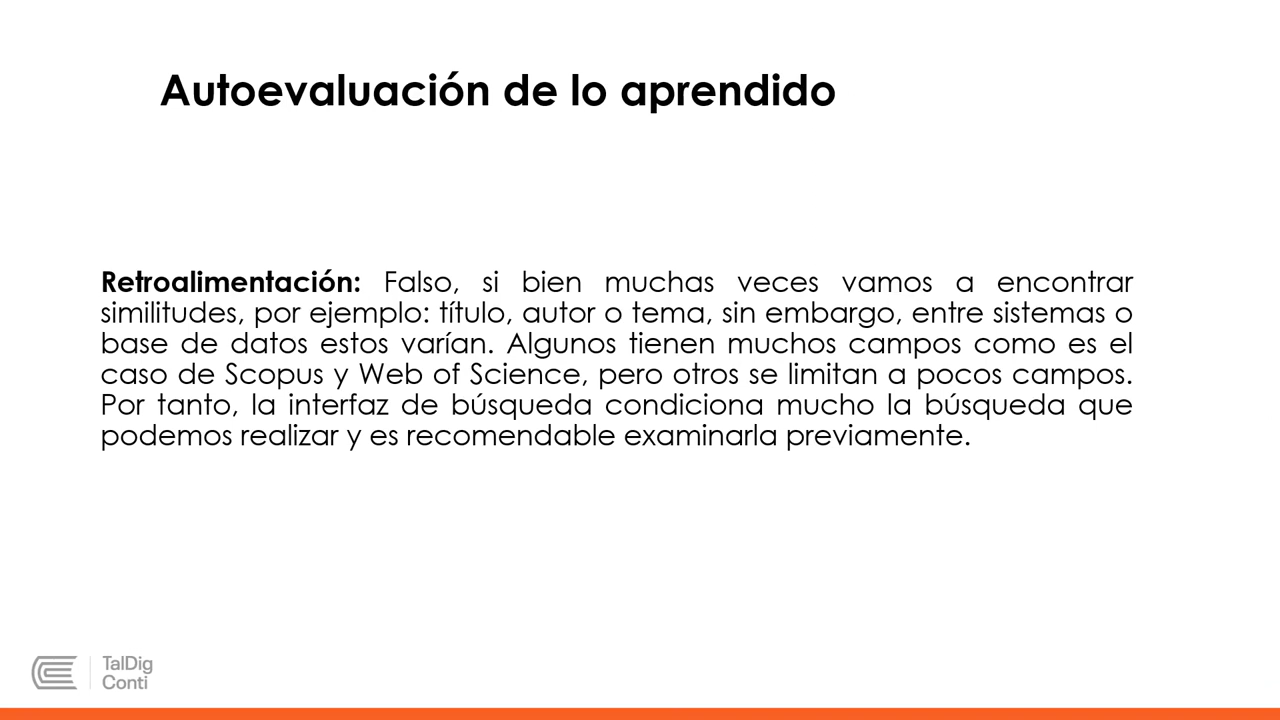 Autoevaluación de lo aprendido
Retroalimentación: Falso, si bien muchas veces vamos a encontrar
similitudes, por ejemplo: título, autor o tema, sin embargo, entre sistemas o
base de datos estos varían. Algunos tienen muchos campos como es el
caso de Scopus y Web of Science, pero otros se limitan a pocos campos.
Por tanto, la interfaz de búsqueda condiciona mucho la búsqueda que
podemos realizar y es recomendable examinarla previamente.
TalDig
Conti